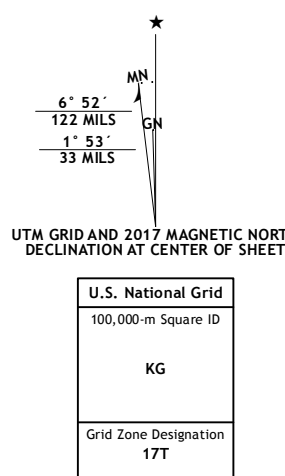 ★
MN
6° 52´
122 MILS
GN
1° 53´
33 MILS
UTM GRID AND 2017 MAGNETIC NORT
DECLINATION AT CENTER OF SHEET
U.S. National Grid
100,000-m Square ID
KG
Grid Zone Designation
17T